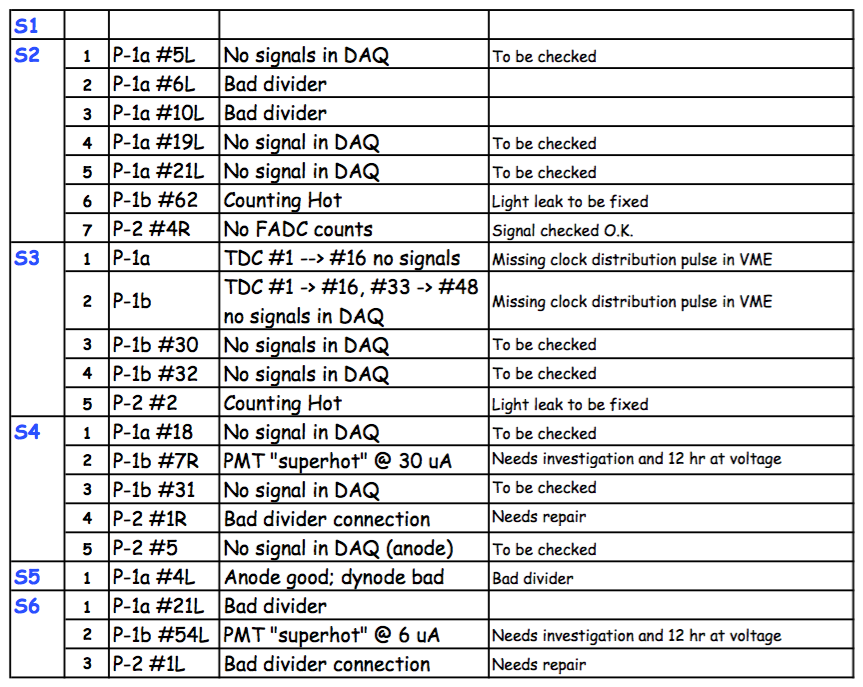 S1
S2 1 P-1a #5L No signals in DAQ To be checked
2 P-1a #6L Bad divider
3 P-1a #10L Bad divider
4 P-1a #19L No signal in DAQ To be checked
5 P-1a #21L No signal in DAQ To be checked
6 P-1b #62 Counting Hot Light leak to be fixed
7 P-2 #4R No FADC counts Signal checked O.K.
S3 1 P-1a TDC #1 --> #16 no signals Missing clock distribution pulse in VME
2 P-1b TDC #1 -> #16, #33 -> #48 Missing clock distribution pulse in VME
no signals in DAQ
3 P-1b #30 No signals in DAQ To be checked
4 P-1b #32 No signals in DAQ To be checked
5 P-2 #2 Counting Hot Light leak to be fixed
S4 1 P-1a #18 No signal in DAQ To be checked
2 P-1b #7R PMT "superhot" @ 30 uA Needs investigation and 12 hr at voltage
3 P-1b #31 No signal in DAQ To be checked
4 P-2 #1R Bad divider connection Needs repair
5 P-2 #5 No signal in DAQ (anode) To be checked
S5 1 P-1a #4L Anode good; dynode bad Bad divider
S6 1 P-1a #21L Bad divider
2 P-1b #54L PMT "superhot" @ 6 uA Needs investigation and 12 hr at voltage
3 P-2 #1L Bad divider connection Needs repair